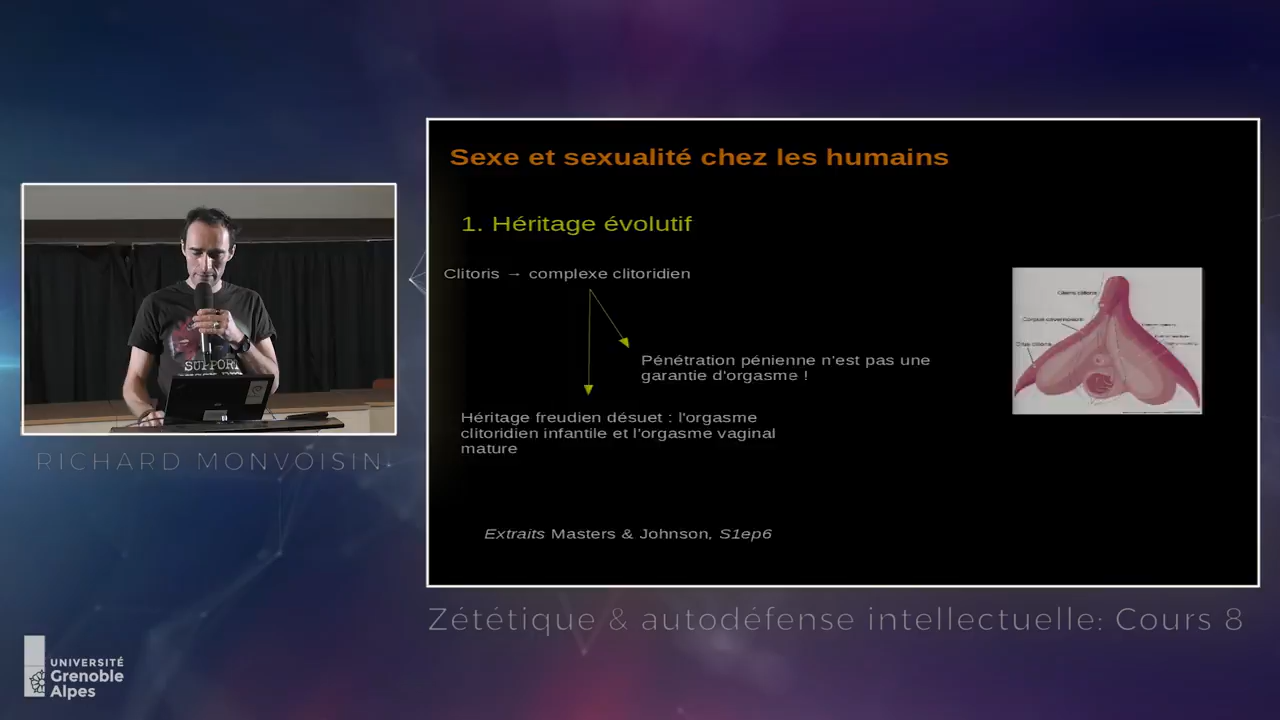 Sexe et sexualité chez les humains
1. Héritage évolutif
Clitoris → complexe clitoridien
Pénétration pénienne n'est pas une
garantie d'orgasme !
Héritage freudien désuet : l'orgasme
clitoridien infantile et l'orgasme vaginal
mature
Extraits Masters & Johnson, S1ep6
SUPPORT
RICHARD MONVOISIN
Zététique & autodéfense intellectuelle: Cours 8
UNIVERSITÉ
Grenoble
Alpes